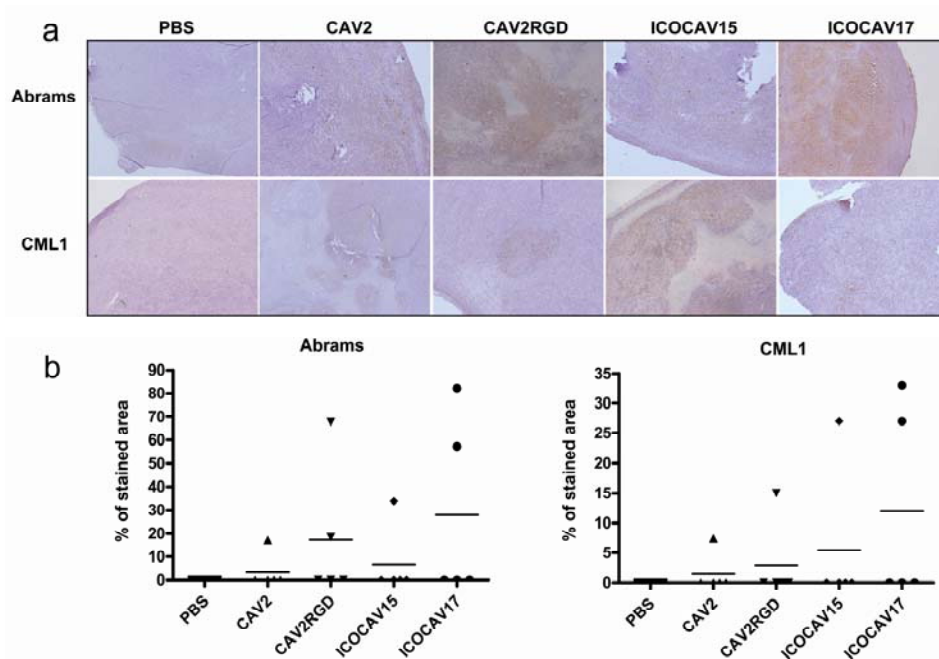 a
PBS CAV2 CAV2RGD ICOCAV15 ICOCAV17
Abrams
CML1
b
Abrams
% of stained area
90
80
70
60
50
40
30
20
10
0
PBS CAV2 CAV2RGD ICOCAV15 ICOCAV17
CML1
% of stained area
35
30
25
20
15
10
5
0
PBS CAV2 CAV2RGD ICOCAV15 ICOCAV17